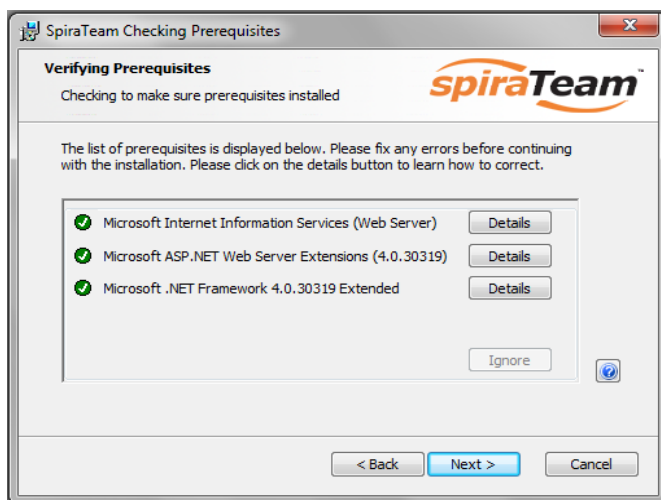 SpiraTeam Checking Prerequisites
Verifying Prerequisites
Checking to make sure prerequisites installed
spiraTeam™
The list of prerequisites is displayed below. Please fix any errors before continuing
with the installation. Please click on the details button to learn how to correct.
Microsoft Internet Information Services (Web Server) Details
Microsoft ASP.NET Web Server Extensions (4.0.30319) Details
Microsoft .NET Framework 4.0.30319 Extended Details
Ignore
?
< Back Next > Cancel